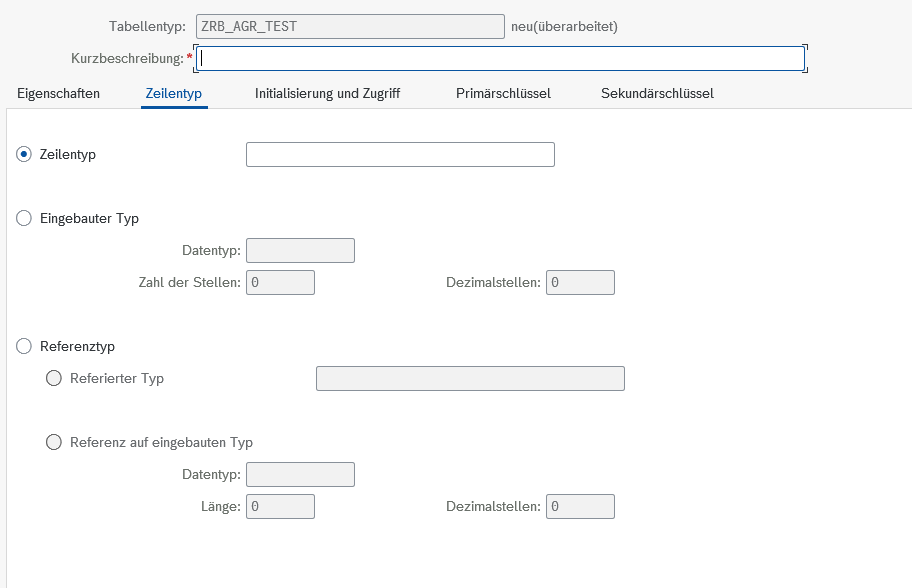 Tabellentyp: ZRB_AGR_TEST neu(überarbeitet)
Kurzbeschreibung: *
Eigenschaften Zeilentyp Initialisierung und Zugriff Primärschlüssel Sekundärschlüssel
Zeilentyp
Eingebauter Typ
Datentyp:
Zahl der Stellen: 0 Dezimalstellen: 0
Referenztyp
Referierter Typ
Referenz auf eingebauten Typ
Datentyp:
Länge: 0 Dezimalstellen: 0